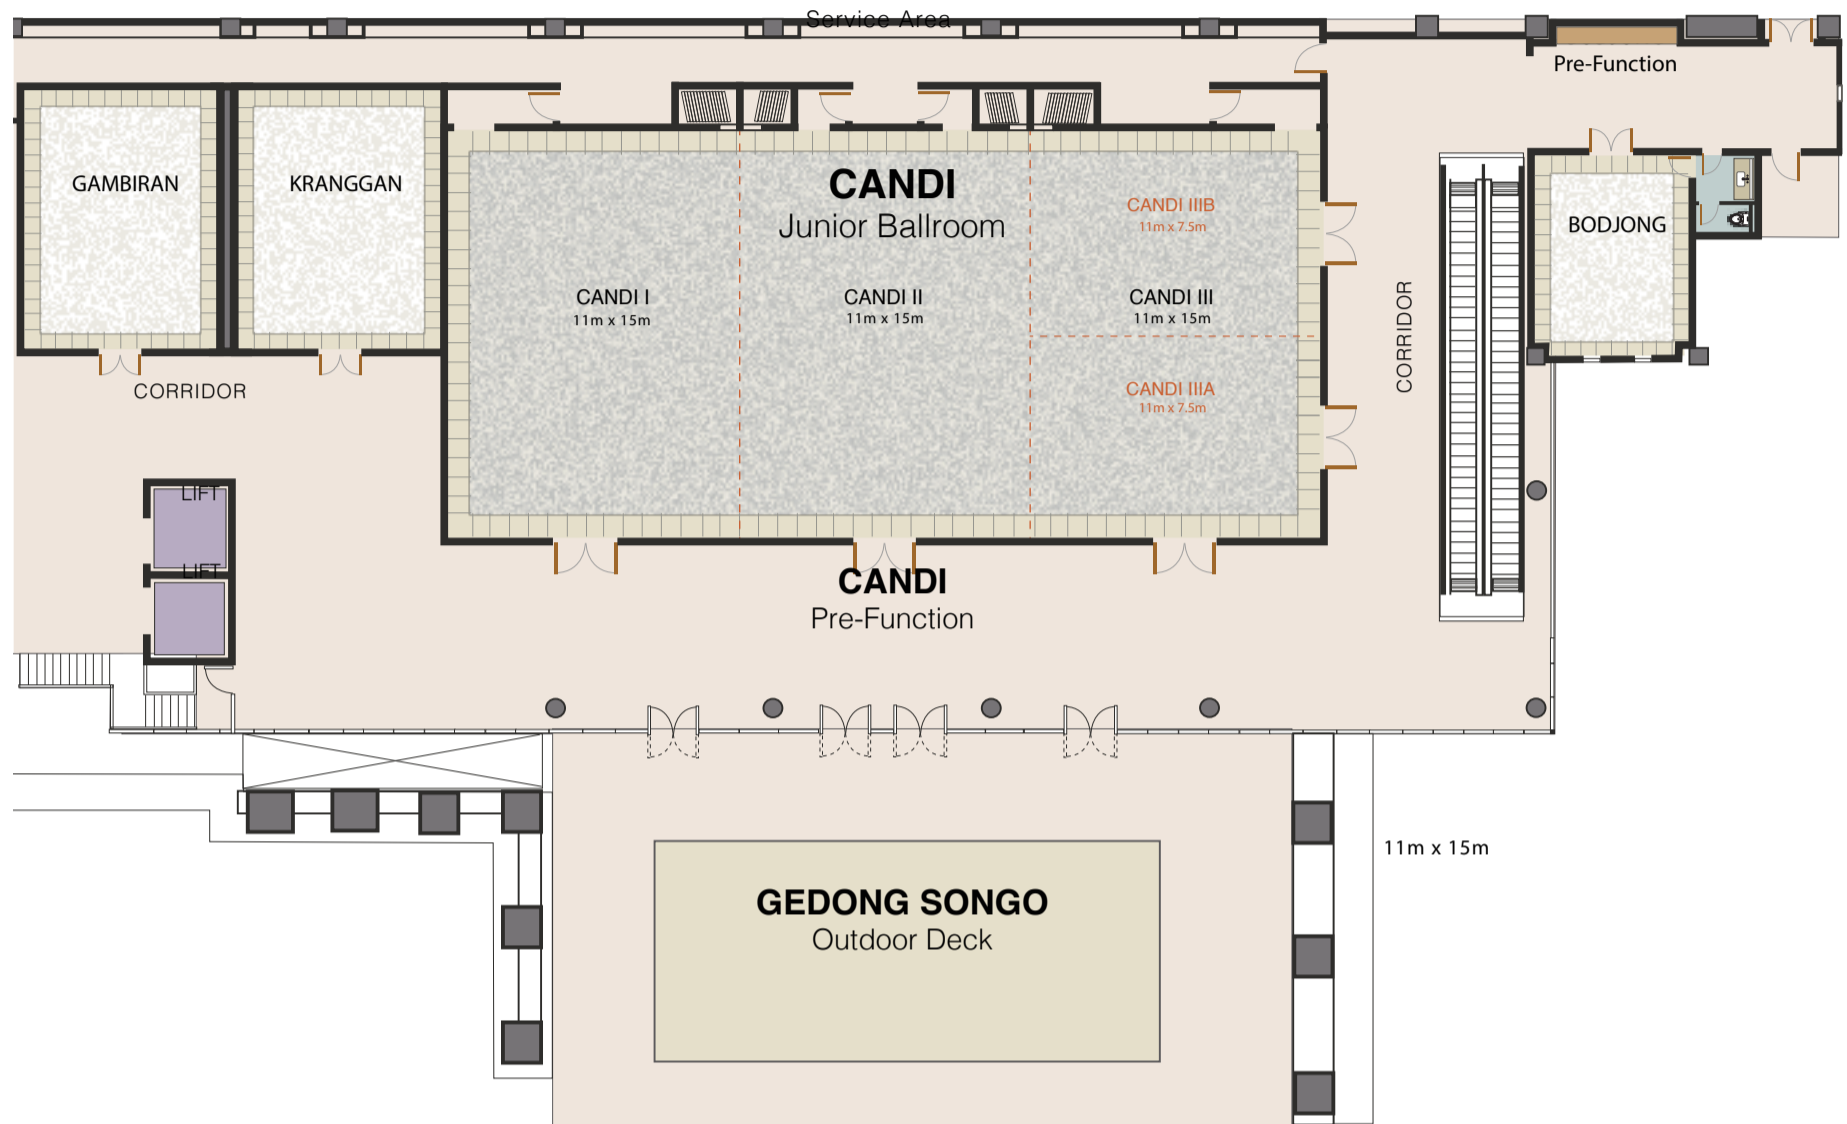 Service Area
Pre-Function
GAMBIRAN
KRANGGAN
CANDI
Junior Ballroom
CANDI IIIB
11m x 7.5m
BODJONG
CANDI I
11m x 15m
CANDI II
11m x 15m
CANDI III
11m x 15m
CORRIDOR
CORRIDOR
CANDI IIIA
11m x 7.5m
LIFT
LIFT
CANDI
Pre-Function
11m x 15m
GEDONG SONGO
Outdoor Deck